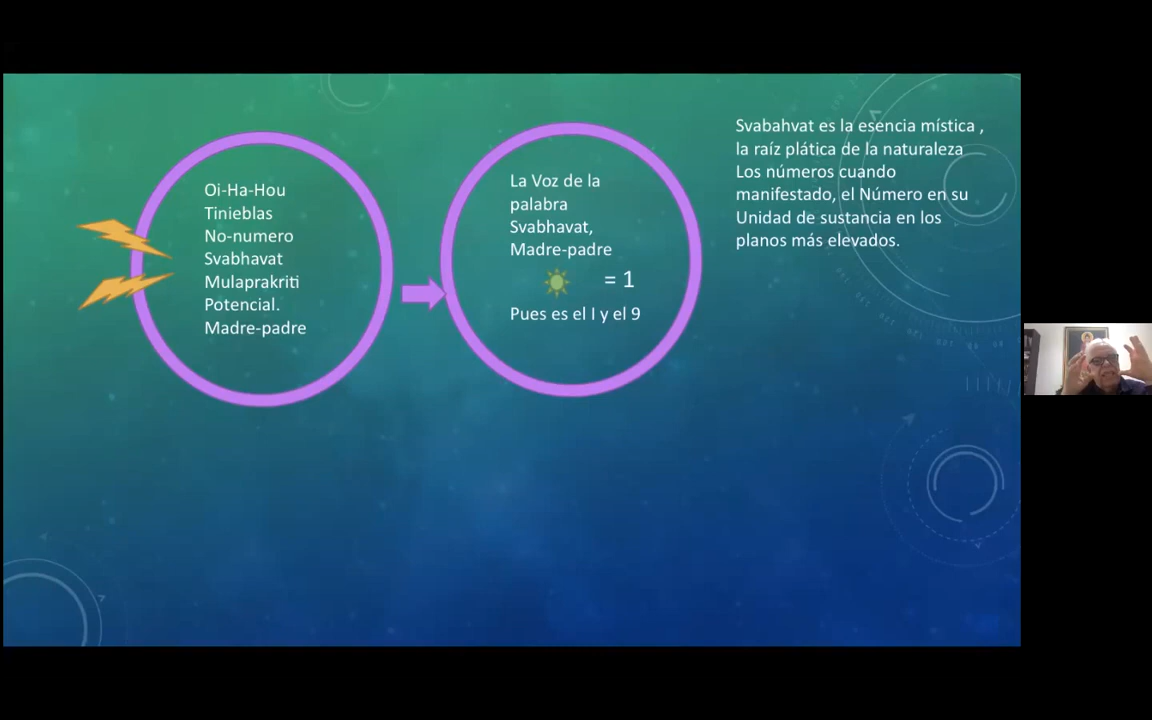 Oi-Ha-Hou
Tinieblas
No-numero
Svabhavat
Mulaprakriti
Potencial.
Madre-padre
La Voz de la
palabra
Svabhavat,
Madre-padre
= 1
Pues es el I y el 9
Svabahvat es la esencia mística ,
la raíz plática de la naturaleza
Los números cuando
manifestado, el Número en su
Unidad de sustancia en los
planos más elevados.